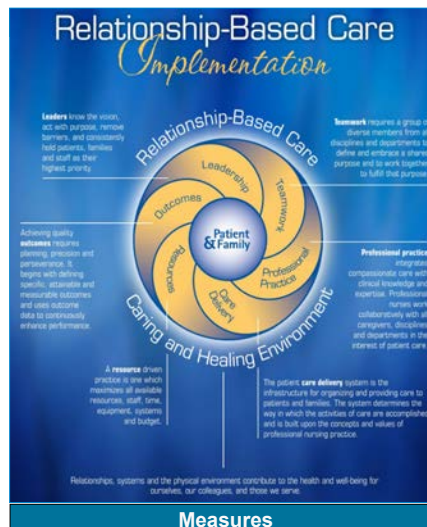 Relationship-Based Care
Implementation
Leaders know the vision,
act with purpose, remove
barriers, and consistently
hold patients, families
and staff as their
highest priority.
Teamwork requires a group of
diverse members from all
disciplines and departments to
define and embrace a shared
purpose and to work together
to fulfill that purpose.
Relationship-Based Care
Leadership
Teamwork
Professional
Practice
Care
Delivery
Resources
Outcomes
Patient
& Family
Caring and Healing Environment
Achieving quality
outcomes requires
planning, precision and
perseverance. It
begins with defining
specific, attainable and
measurable outcomes
and uses outcome
data to continuously
enhance performance.
Professional practice
integrates
compassionate care with
clinical knowledge and
expertise. Professional
nurses work
collaboratively with all
caregivers, disciplines
and departments in the
interest of patient care.
A resource driven
practice is one which
maximizes all available
resources, staff, time,
equipment, systems
and budget.
The patient care delivery system is the
infrastructure for organizing and providing care to
patients and families. The system determines the
way in which the activities of care are accomplished
and is built upon the concepts and values of
professional nursing practice.
Relationships, systems and the physical environment contribute to the health and well-being for
ourselves, our colleagues, and those we serve.
Measures